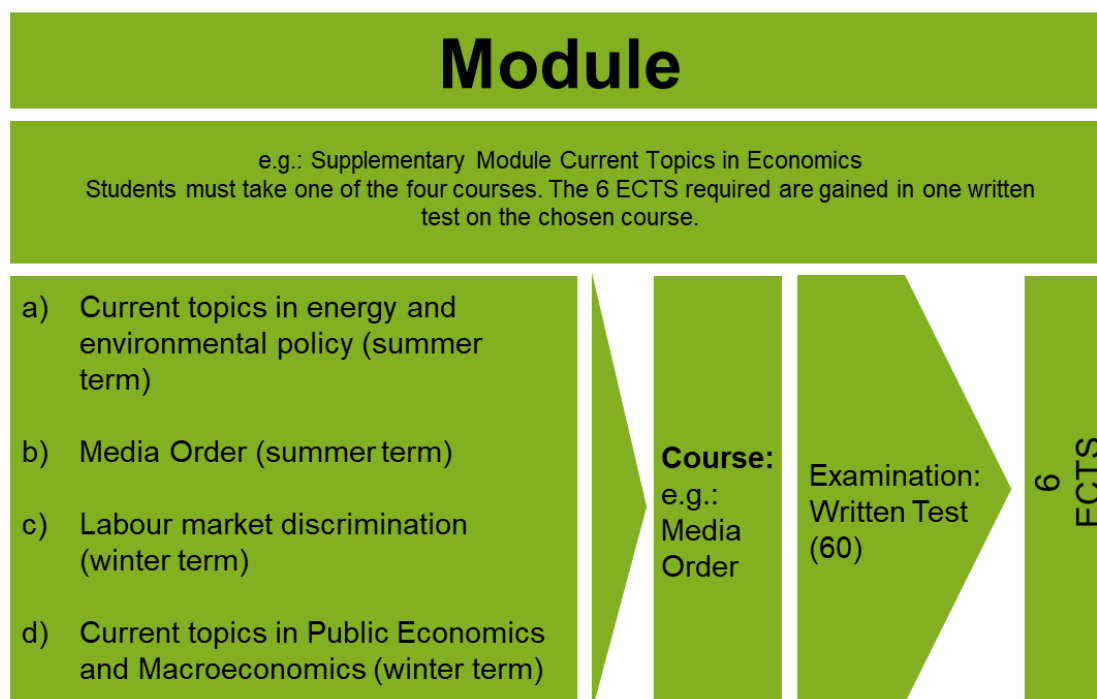 Module
e.g.: Supplementary Module Current Topics in Economics
Students must take one of the four courses. The 6 ECTS required are gained in one written
test on the chosen course.
a) Current topics in energy and
environmental policy (summer
term)
b) Media Order (summer term)
c) Labour market discrimination
(winter term)
d) Current topics in Public Economics
and Macroeconomics (winter term)
Course:
e.g.:
Media
Order
Examination:
Written Test
(60)
6
ECTS